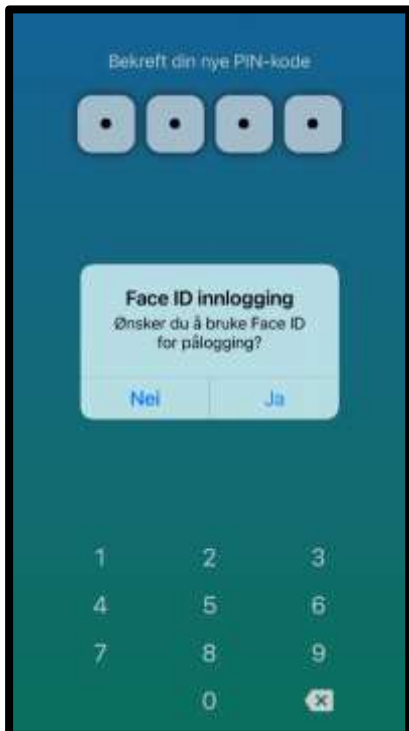 Bekreft din nye PIN-kode
Face ID innlogging
Ønsker du å bruke Face ID
for pålogging?
Nei Ja
1 2 3
4 5 6
7 8 9
0